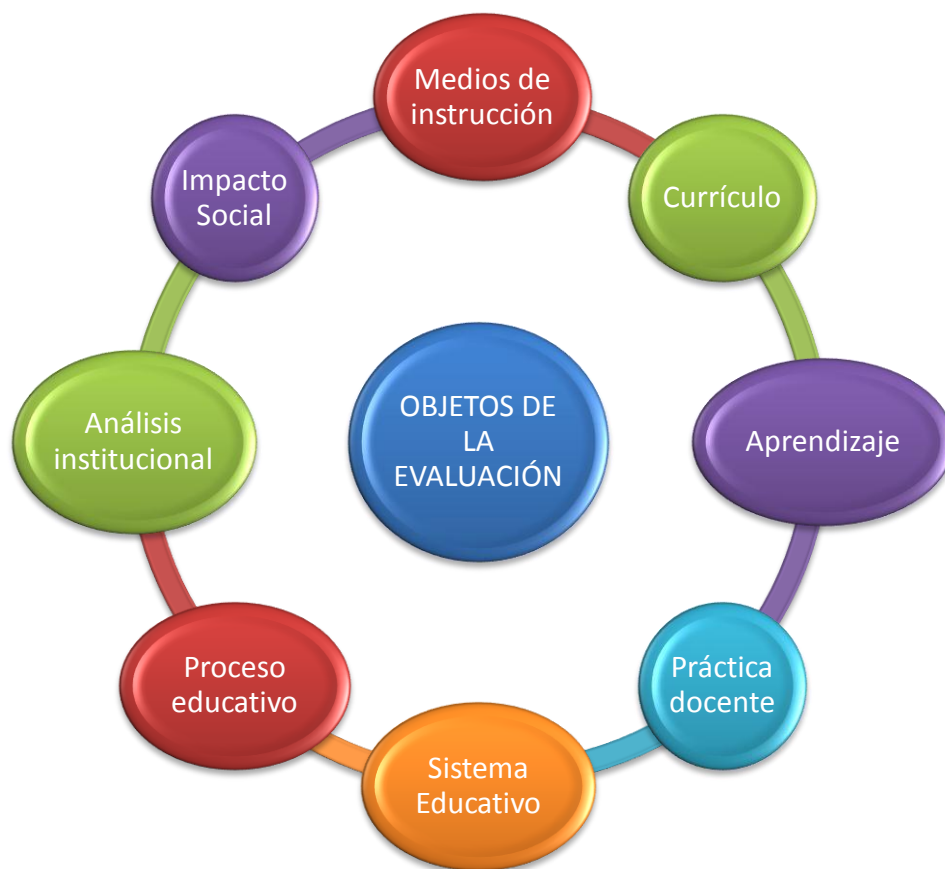 Medios de
instrucción
Currículo
Aprendizaje
Práctica
docente
Sistema
Educativo
Proceso
educativo
Análisis
institucional
Impacto
Social
OBJETOS DE
LA
EVALUACIÓN